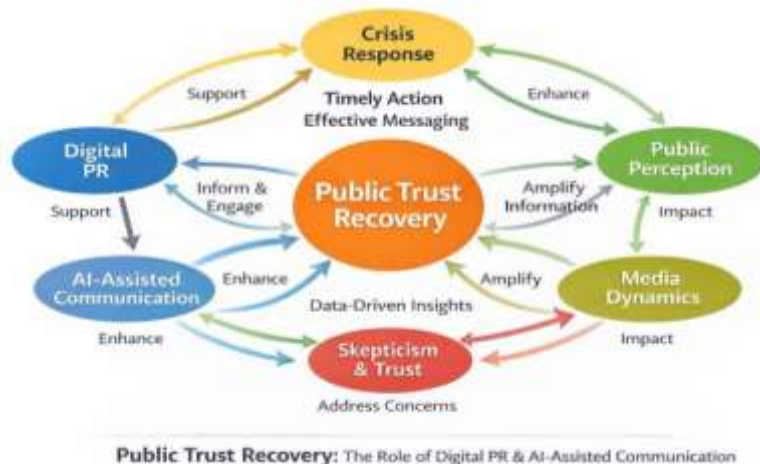 Crisis
Response
Support
Timely Action
Effective Messaging
Enhance
Digital
PR
Public
Perception
Inform &
Engage
Public Trust
Recovery
Amplify
Information
Support
Impact
AI-Assisted
Communication
Enhance
Amplify
Media
Dynamics
Data-Driven Insights
Enhance
Skepticism
& Trust
Impact
Address Concerns
Public Trust Recovery: The Role of Digital PR & AI-Assisted Communication